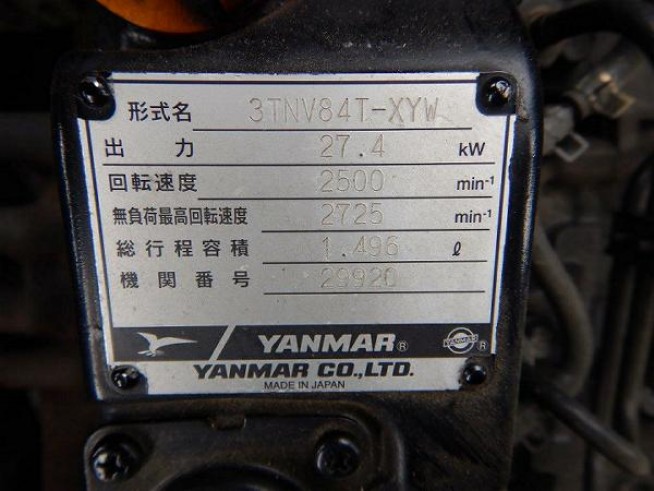 形式名 3TNV84T-XYW
出力 27.4 kW
回転速度 2500 min-¹
無負荷最高回転速度 2725 min-¹
総行程容積 1.496 ℓ
機関番号 29920
YANMAR® YANMAR ®
YANMAR CO.,LTD.
MADE IN JAPAN